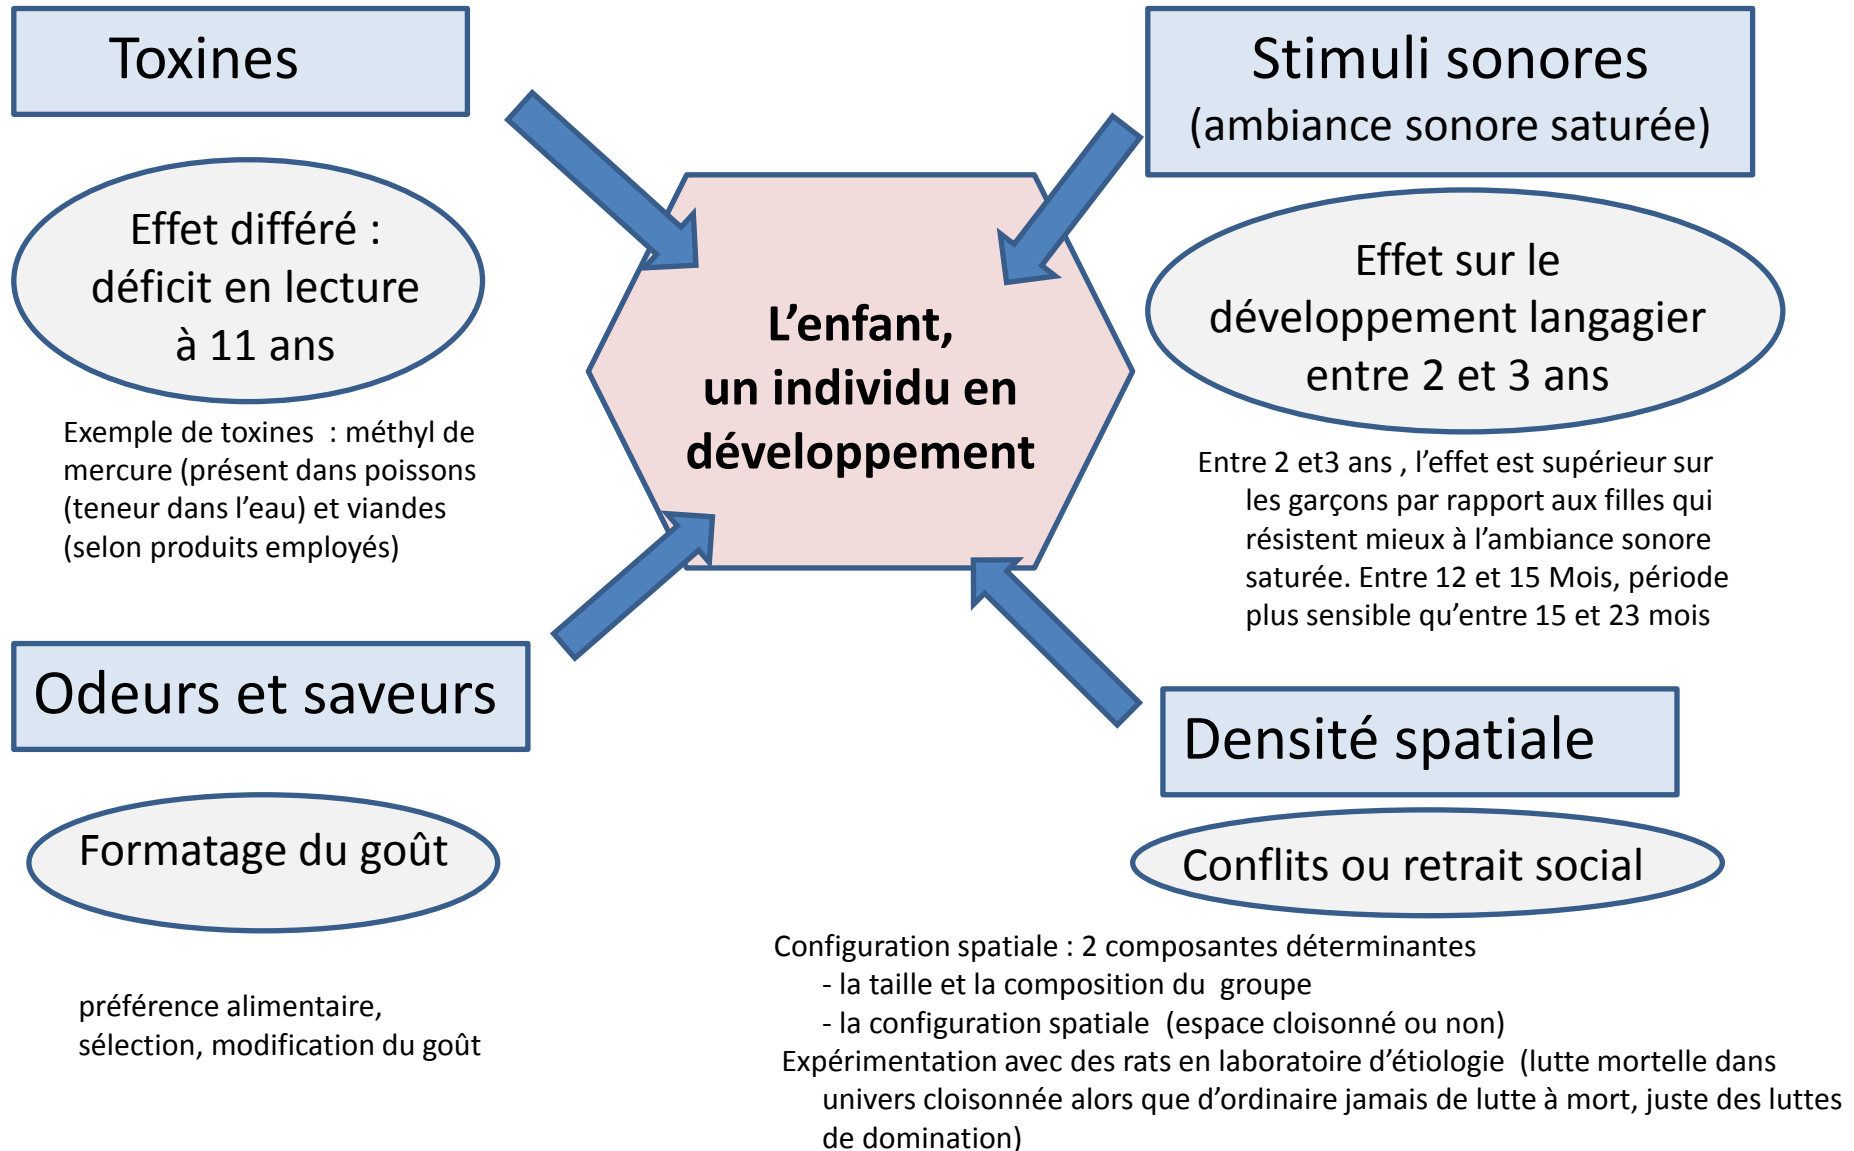 Toxines
Effet différé :
déficit en lecture
à 11 ans
Exemple de toxines : méthyl de
mercure (présent dans poissons
(teneur dans l’eau) et viandes
(selon produits employés)
Stimuli sonores
(ambiance sonore saturée)
Effet sur le
développement langagier
entre 2 et 3 ans
Entre 2 et3 ans , l’effet est supérieur sur
les garçons par rapport aux filles qui
résistent mieux à l’ambiance sonore
saturée. Entre 12 et 15 Mois, période
plus sensible qu’entre 15 et 23 mois
L’enfant,
un individu en
développement
Odeurs et saveurs
Formatage du goût
préférence alimentaire,
sélection, modification du goût
Densité spatiale
Conflits ou retrait social
Configuration spatiale : 2 composantes déterminantes
- la taille et la composition du groupe
- la configuration spatiale (espace cloisonné ou non)
Expérimentation avec des rats en laboratoire d’étiologie (lutte mortelle dans
univers cloisonnée alors que d’ordinaire jamais de lutte à mort, juste des luttes
de domination)